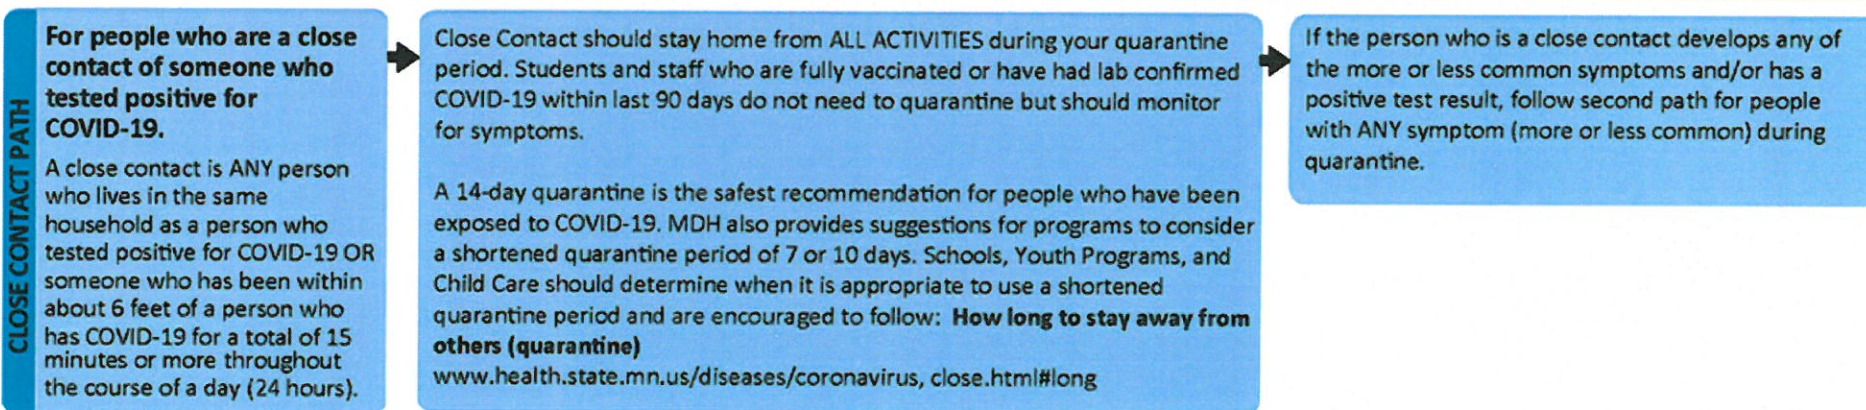 CLOSE CONTACT PATH
For people who are a close
contact of someone who
tested positive for
COVID-19.
A close contact is ANY person
who lives in the same
household as a person who
tested positive for COVID-19 OR
someone who has been within
about 6 feet of a person who
has COVID-19 for a total of 15
minutes or more throughout
the course of a day (24 hours).
Close Contact should stay home from ALL ACTIVITIES during your quarantine
period. Students and staff who are fully vaccinated or have had lab confirmed
COVID-19 within last 90 days do not need to quarantine but should monitor
for symptoms.
A 14-day quarantine is the safest recommendation for people who have been
exposed to COVID-19. MDH also provides suggestions for programs to consider
a shortened quarantine period of 7 or 10 days. Schools, Youth Programs, and
Child Care should determine when it is appropriate to use a shortened
quarantine period and are encouraged to follow: How long to stay away from
others (quarantine)
www.health.state.mn.us/diseases/coronavirus, close.html#long
If the person who is a close contact develops any of
the more or less common symptoms and/or has a
positive test result, follow second path for people
with ANY symptom (more or less common) during
quarantine.